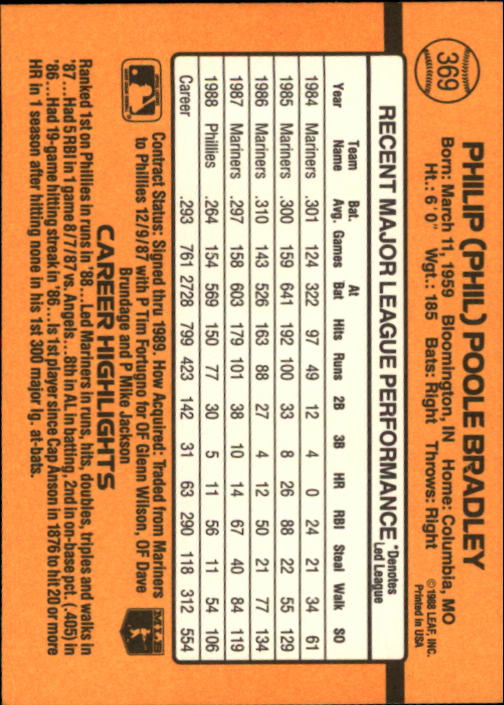 369
PHILIP (PHIL) POOLE BRADLEY
Born: March 11, 1959 Bloomington, IN Home: Columbia, MO
Ht.: 6' 0" Wgt.: 185 Bats: Right Throws: Right
©1988 LEAF, INC.
Printed in USA
RECENT MAJOR LEAGUE PERFORMANCE *Denotes Led League
Year Team Name Bat. Avg. Games At Bat Hits Runs 2B 3B HR RBI Steal Walk SO
1984 Mariners .301 124 322 97 49 12 4 0 24 21 34 61
1985 Mariners .300 159 641 192 100 33 8 26 88 22 55 129
1986 Mariners .310 143 526 163 88 27 4 12 50 21 77 134
1987 Mariners .297 158 603 179 101 38 10 14 67 40 84 119
1988 Phillies .264 154 569 150 77 30 5 11 56 11 54 106
Career .293 761 2728 799 423 142 31 63 290 118 312 554
Contract Status: Signed thru 1989. How Acquired: Traded from Mariners
to Phillies 12/9/87 with P Tim Fortugno for OF Glenn Wilson, OF Dave
Brundage and P Mike Jackson
MLB
CAREER HIGHLIGHTS
Ranked 1st on Phillies in runs in '88...Led Mariners in runs, hits, doubles, triples and walks in
'87...Had 5 RBI in 1 game 8/7/87 vs. Angels...8th in AL in batting, 2nd in on-base pct. (.405) in
'86...Had 19-game hitting streak in '86...Is 1st player since Cap Anson in 1876 to hit 20 or more
HR in 1 season after hitting none in his 1st 300 major lg. at-bats.